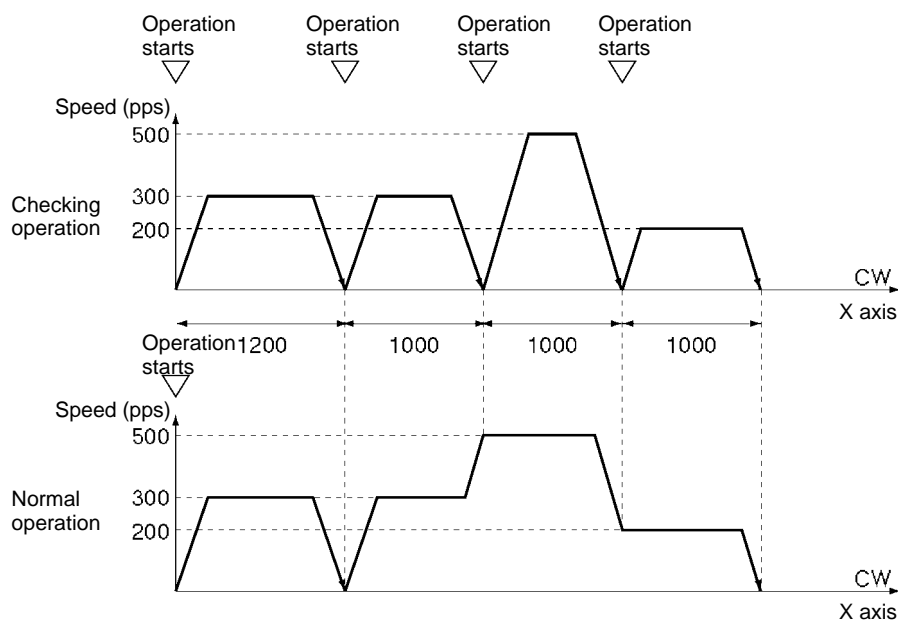 Operation starts
Operation starts
Operation starts
Operation starts
Speed (pps)
500
300
200
Checking operation
CW
X axis
1200
1000
1000
1000
Operation starts
Speed (pps)
500
300
200
Normal operation
CW
X axis